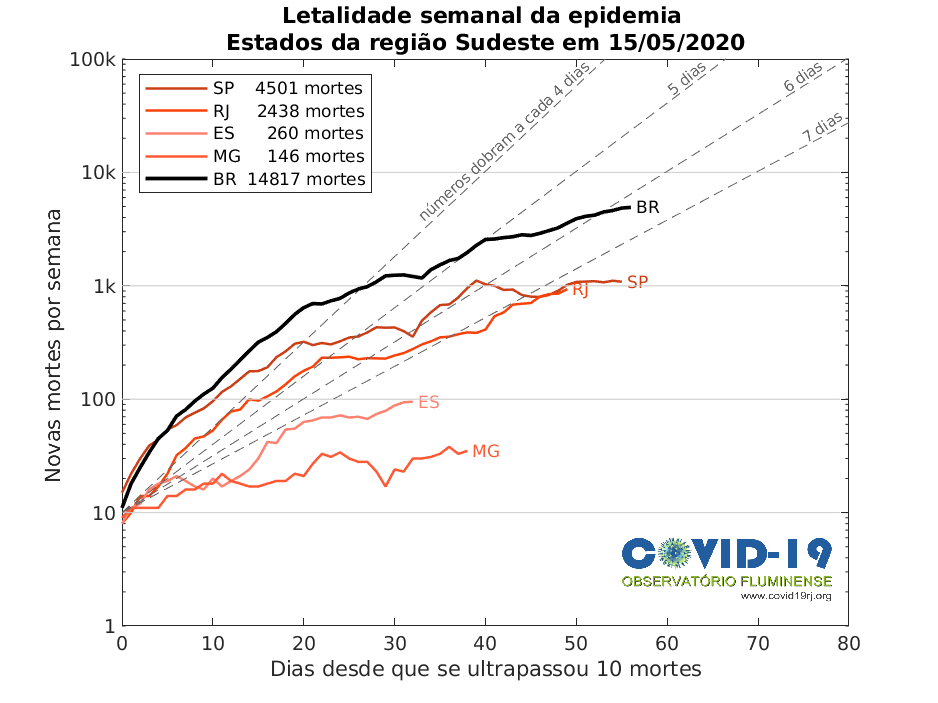 Letalidade semanal da epidemia
Estados da região Sudeste em 15/05/2020
100k
10k
1k
100
10
1
Novas mortes por semana
SP 4501 mortes
RJ 2438 mortes
ES 260 mortes
MG 146 mortes
BR 14817 mortes
números dobram a cada 4 dias
5 dias
6 dias
7 dias
BR
SP
RJ
ES
MG
COVID-19
OBSERVATÓRIO FLUMINENSE
www.covid19rj.org
0 10 20 30 40 50 60 70 80
Dias desde que se ultrapassou 10 mortes